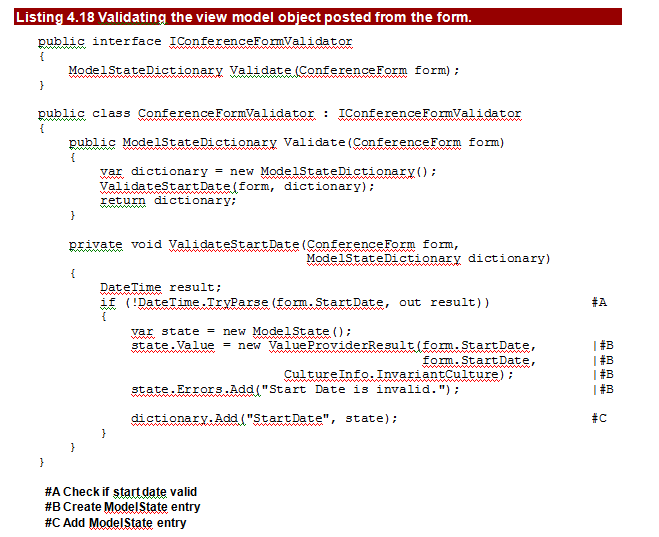 Listing 4.18 Validating the view model object posted from the form.
public interface IConferenceFormValidator
{
ModelStateDictionary Validate(ConferenceForm form);
}
public class ConferenceFormValidator : IConferenceFormValidator
{
public ModelStateDictionary Validate(ConferenceForm form)
{
var dictionary = new ModelStateDictionary();
ValidateStartDate(form, dictionary);
return dictionary;
}
private void ValidateStartDate(ConferenceForm form,
ModelStateDictionary dictionary)
{
DateTime result;
if (!DateTime.TryParse(form.StartDate, out result)) #A
{
var state = new ModelState();
state.Value = new ValueProviderResult(form.StartDate, |#B
form.StartDate, |#B
CultureInfo.InvariantCulture); |#B
state.Errors.Add("Start Date is invalid."); |#B
dictionary.Add("StartDate", state); #C
}
}
}
#A Check if start date valid
#B Create ModelState entry
#C Add ModelState entry